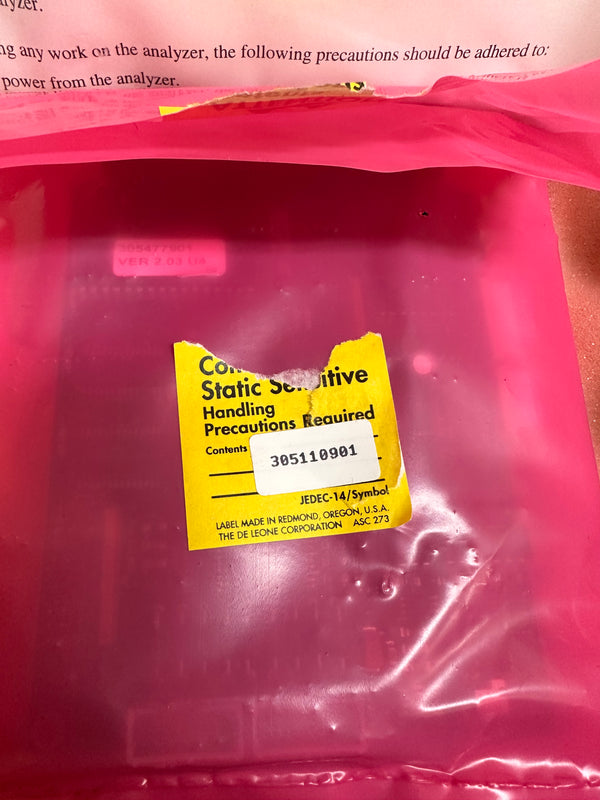 alyzer.
ng any work on the analyzer, the following precautions should be adhered to:
power from the analyzer.
305477901
VER 2.03 U4
Static Sensitive
Handling
Precautions Required
Contents
305110901
JEDEC-14/Symbol
LABEL MADE IN REDMOND, OREGON, U.S.A.
THE DE LEONE CORPORATION ASC 273